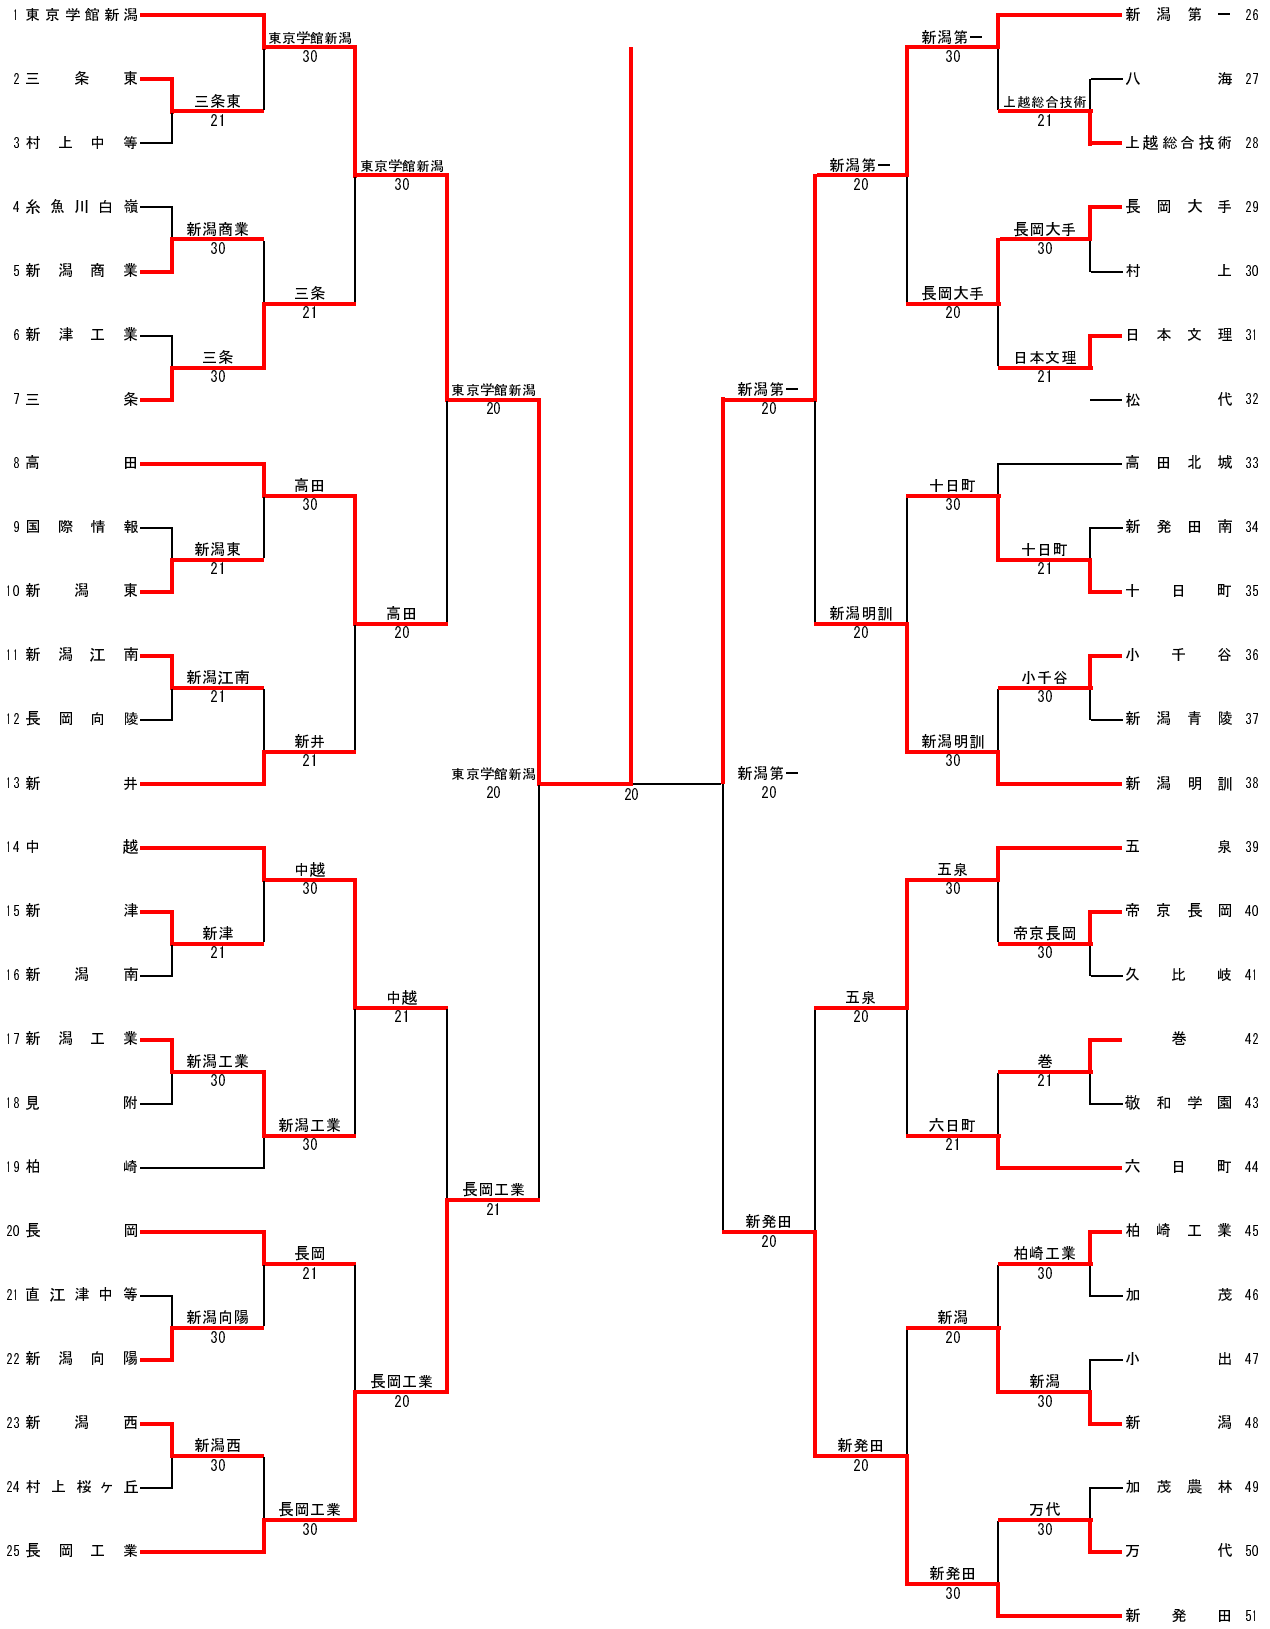 1 東京学館新潟
2 三条東
3 村上中等
4 糸魚川白嶺
5 新潟商業
6 新津工業
7 三条
8 高田
9 国際情報
10 新潟東
11 新潟江南
12 長岡向陵
13 新井
14 中越
15 新津
16 新潟南
17 新潟工業
18 見附
19 柏崎
20 長岡
21 直江津中等
22 新潟向陽
23 新潟西
24 村上桜ヶ丘
25 長岡工業
三条東
21
新潟商業
30
三条
30
新潟東
21
新潟江南
21
新津
21
新潟工業
30
新潟向陽
30
新潟西
30
東京学館新潟
30
三条
21
高田
30
新井
21
中越
30
新潟工業
30
長岡
21
長岡工業
30
東京学館新潟
30
高田
20
中越
21
長岡工業
20
東京学館新潟
20
長岡工業
21
東京学館新潟
20
20
新潟第一
20
新潟第一
20
新発田
20
新潟第一
20
新潟明訓
20
五泉
20
新発田
20
新潟第一
30
長岡大手
20
十日町
30
新潟明訓
30
五泉
30
六日町
21
新潟
20
新発田
30
上越総合技術
21
長岡大手
30
日本文理
21
十日町
21
小千谷
30
帝京長岡
30
巻
21
柏崎工業
30
新潟
30
万代
30
新潟第一 26
八海 27
上越総合技術 28
長岡大手 29
村上 30
日本文理 31
松代 32
高田北城 33
新発田南 34
十日町 35
小千谷 36
新潟青陵 37
新潟明訓 38
五泉 39
帝京長岡 40
久比岐 41
巻 42
敬和学園 43
六日町 44
柏崎工業 45
加茂 46
小出 47
新潟 48
加茂農林 49
万代 50
新発田 51